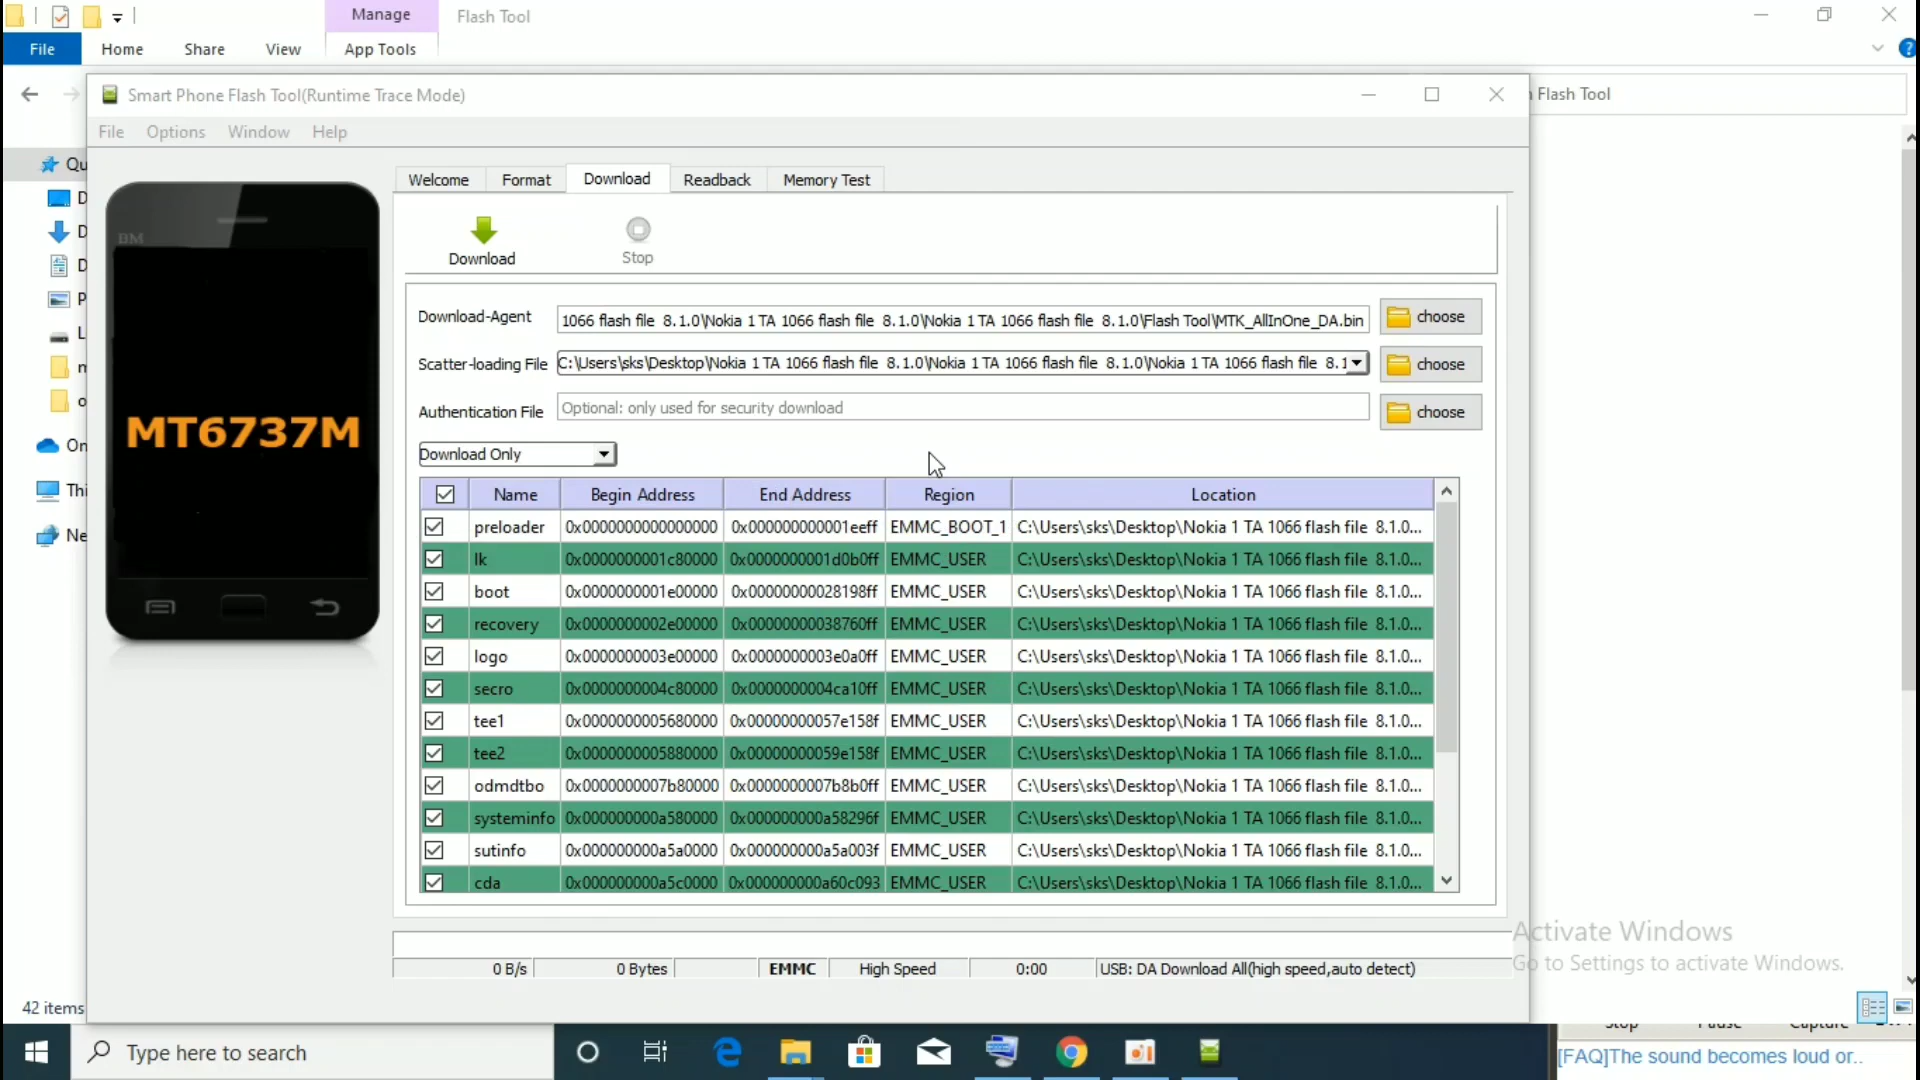 Manage
Flash Tool
File
Home
Share
View
App Tools
Smart Phone Flash Tool(Runtime Trace Mode)
Flash Tool
File
Options
Window
Help
Welcome
Format
Download
Readback
Memory Test
Download
Stop
BM
MT6737M
Download-Agent
1066 flash file 8.1.0\Nokia 1 TA 1066 flash file 8.1.0\Nokia 1 TA 1066 flash file 8.1.0\Flash Tool\MTK_AllInOne_DA.bin
choose
Scatter-loading File
C:\Users\sks\Desktop\Nokia 1 TA 1066 flash file 8.1.0\Nokia 1 TA 1066 flash file 8.1.0\Nokia 1 TA 1066 flash file 8.1
choose
Authentication File
Optional: only used for security download
choose
Download Only
Name Begin Address End Address Region Location
preloader 0x0000000000000000 0x000000000001eeff EMMC_BOOT_1 C:\Users\sks\Desktop\Nokia 1 TA 1066 flash file 8.1.0...
lk 0x0000000001c80000 0x0000000001d0b0ff EMMC_USER C:\Users\sks\Desktop\Nokia 1 TA 1066 flash file 8.1.0...
boot 0x0000000001e00000 0x00000000028198ff EMMC_USER C:\Users\sks\Desktop\Nokia 1 TA 1066 flash file 8.1.0...
recovery 0x0000000002e00000 0x00000000038760ff EMMC_USER C:\Users\sks\Desktop\Nokia 1 TA 1066 flash file 8.1.0...
logo 0x0000000003e00000 0x0000000003e0a0ff EMMC_USER C:\Users\sks\Desktop\Nokia 1 TA 1066 flash file 8.1.0...
secro 0x0000000004c80000 0x0000000004ca10ff EMMC_USER C:\Users\sks\Desktop\Nokia 1 TA 1066 flash file 8.1.0...
tee1 0x0000000005680000 0x00000000057e158f EMMC_USER C:\Users\sks\Desktop\Nokia 1 TA 1066 flash file 8.1.0...
tee2 0x0000000005880000 0x00000000059e158f EMMC_USER C:\Users\sks\Desktop\Nokia 1 TA 1066 flash file 8.1.0...
odmdtbo 0x0000000007b80000 0x0000000007b8b0ff EMMC_USER C:\Users\sks\Desktop\Nokia 1 TA 1066 flash file 8.1.0...
systeminfo 0x000000000a580000 0x000000000a58296f EMMC_USER C:\Users\sks\Desktop\Nokia 1 TA 1066 flash file 8.1.0...
sutinfo 0x000000000a5a0000 0x000000000a5a003f EMMC_USER C:\Users\sks\Desktop\Nokia 1 TA 1066 flash file 8.1.0...
cda 0x000000000a5c0000 0x000000000a60c093 EMMC_USER C:\Users\sks\Desktop\Nokia 1 TA 1066 flash file 8.1.0...
Activate Windows
Go to Settings to activate Windows.
0 B/s
0 Bytes
EMMC
High Speed
0:00
USB: DA Download All(high speed,auto detect)
42 items
Type here to search
[FAQ]The sound becomes loud or..